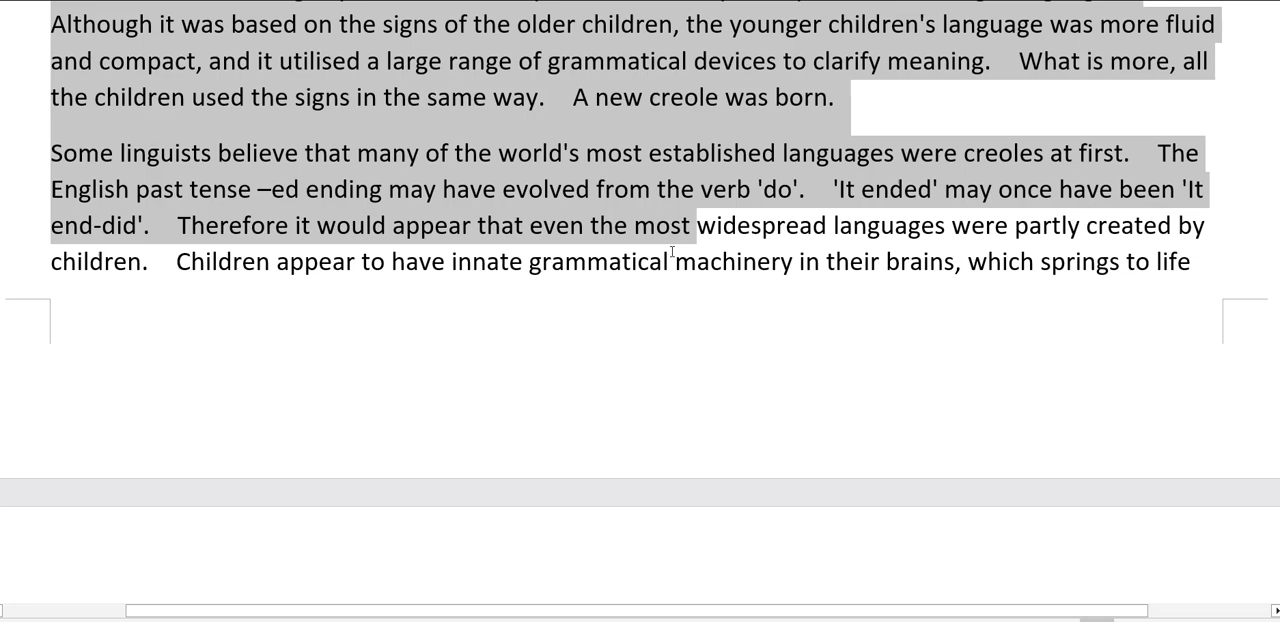 Although it was based on the signs of the older children, the younger children's language was more fluid
and compact, and it utilised a large range of grammatical devices to clarify meaning. What is more, all
the children used the signs in the same way. A new creole was born.
Some linguists believe that many of the world's most established languages were creoles at first. The
English past tense –ed ending may have evolved from the verb 'do'. 'It ended' may once have been 'It
end-did'. Therefore it would appear that even the most widespread languages were partly created by
children. Children appear to have innate grammatical machinery in their brains, which springs to life